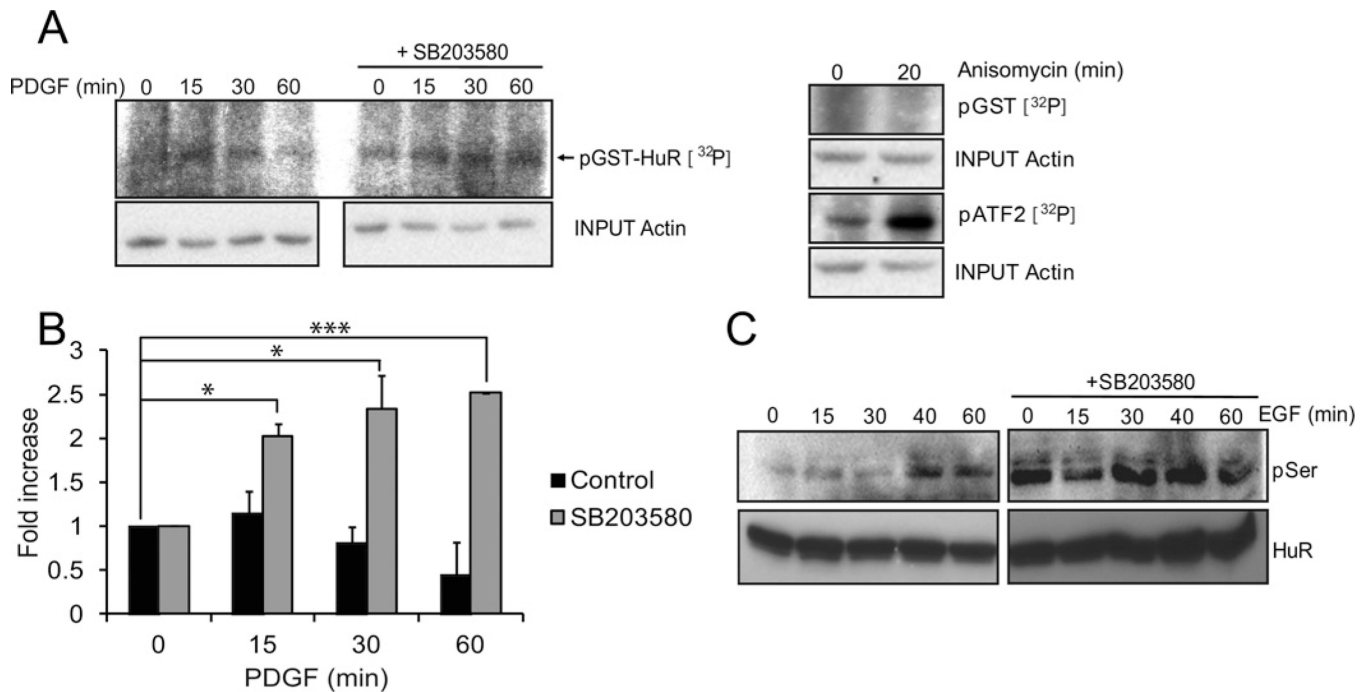 A
+ SB203580
PDGF (min) 0 15 30 60 0 15 30 60
pGST-HuR [³²P]
INPUT Actin
0 20 Anisomycin (min)
pGST [³²P]
INPUT Actin
pATF2 [³²P]
INPUT Actin
B
***
*
*
3
2.5
2
1.5
1
0.5
0
Fold increase
0 15 30 60
PDGF (min)
Control
SB203580
C
+SB203580
0 15 30 40 60 0 15 30 40 60 EGF (min)
pSer
HuR